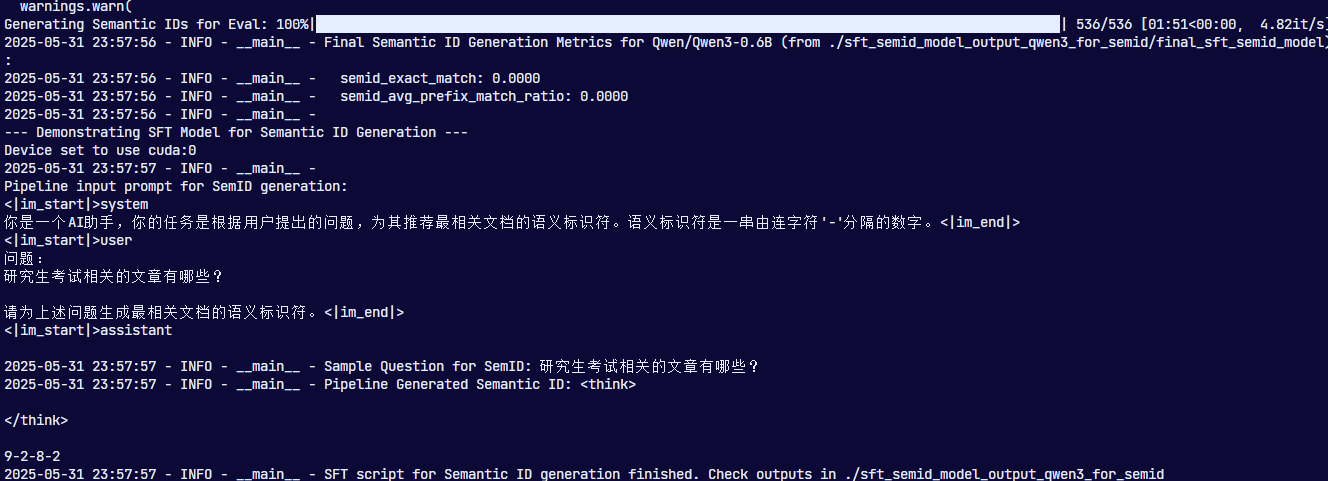 warnings.warn(
Generating Semantic IDs for Eval: 100%| | 536/536 [01:51<00:00,  4.82it/s]
2025-05-31 23:57:56 - INFO - __main__ - Final Semantic ID Generation Metrics for Qwen/Qwen3-0.6B (from ./sft_semid_model_output_qwen3_for_semid/final_sft_semid_model)
:
2025-05-31 23:57:56 - INFO - __main__ -   semid_exact_match: 0.0000
2025-05-31 23:57:56 - INFO - __main__ -   semid_avg_prefix_match_ratio: 0.0000
2025-05-31 23:57:56 - INFO - __main__ -
--- Demonstrating SFT Model for Semantic ID Generation ---
Device set to use cuda:0
2025-05-31 23:57:57 - INFO - __main__ -
Pipeline input prompt for SemID generation:
<|im_start|>system
你是一个AI助手，你的任务是根据用户提出的问题，为其推荐最相关文档的语义标识符。语义标识符是一串由连字符'-'分隔的数字。<|im_end|>
<|im_start|>user
问题：
研究生考试相关的文章有哪些？
请为上述问题生成最相关文档的语义标识符。<|im_end|>
<|im_start|>assistant
2025-05-31 23:57:57 - INFO - __main__ - Sample Question for SemID: 研究生考试相关的文章有哪些？
2025-05-31 23:57:57 - INFO - __main__ - Pipeline Generated Semantic ID: <think>
</think>
9-2-8-2
2025-05-31 23:57:57 - INFO - __main__ - SFT script for Semantic ID generation finished. Check outputs in ./sft_semid_model_output_qwen3_for_semid